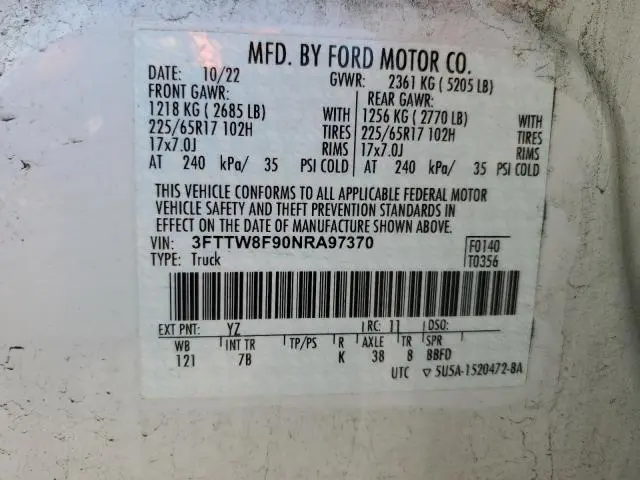 MFD. BY FORD MOTOR CO.
DATE: 10/22 GVWR: 2361 KG ( 5205 LB)
FRONT GAWR: REAR GAWR:
1218 KG ( 2685 LB) WITH 1256 KG ( 2770 LB) WITH
225/65R17 102H TIRES 225/65R17 102H TIRES
17x7.0J RIMS 17x7.0J RIMS
AT 240 kPa/ 35 PSI COLD AT 240 kPa/ 35 PSI COLD
THIS VEHICLE CONFORMS TO ALL APPLICABLE FEDERAL MOTOR
VEHICLE SAFETY AND THEFT PREVENTION STANDARDS IN
EFFECT ON THE DATE OF MANUFACTURE SHOWN ABOVE.
VIN: 3FTTW8F90NRA97370 F0140
TYPE: Truck T0356
EXT PNT: YZ RC: 11 DSO:
WB INT TR TP/PS R AXLE TR SPR
121 7B K 38 8 BBFD
UTC ▽ 5U5A-1520472-BA